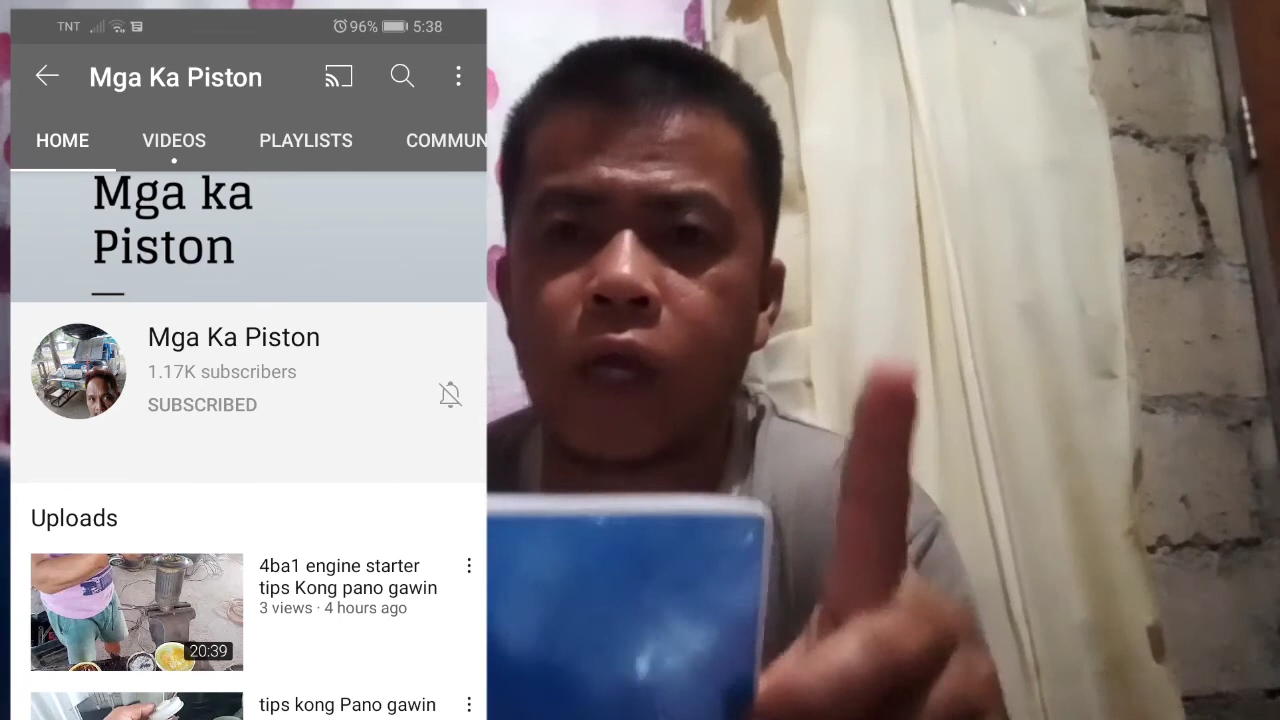 TNT 96% 5:38
Mga Ka Piston
HOME VIDEOS PLAYLISTS COMMUN
Mga ka
Piston
Mga Ka Piston
1.17K subscribers
SUBSCRIBED
Uploads
4ba1 engine starter
tips Kong pano gawin
3 views · 4 hours ago
20:39
tips kong Pano gawin